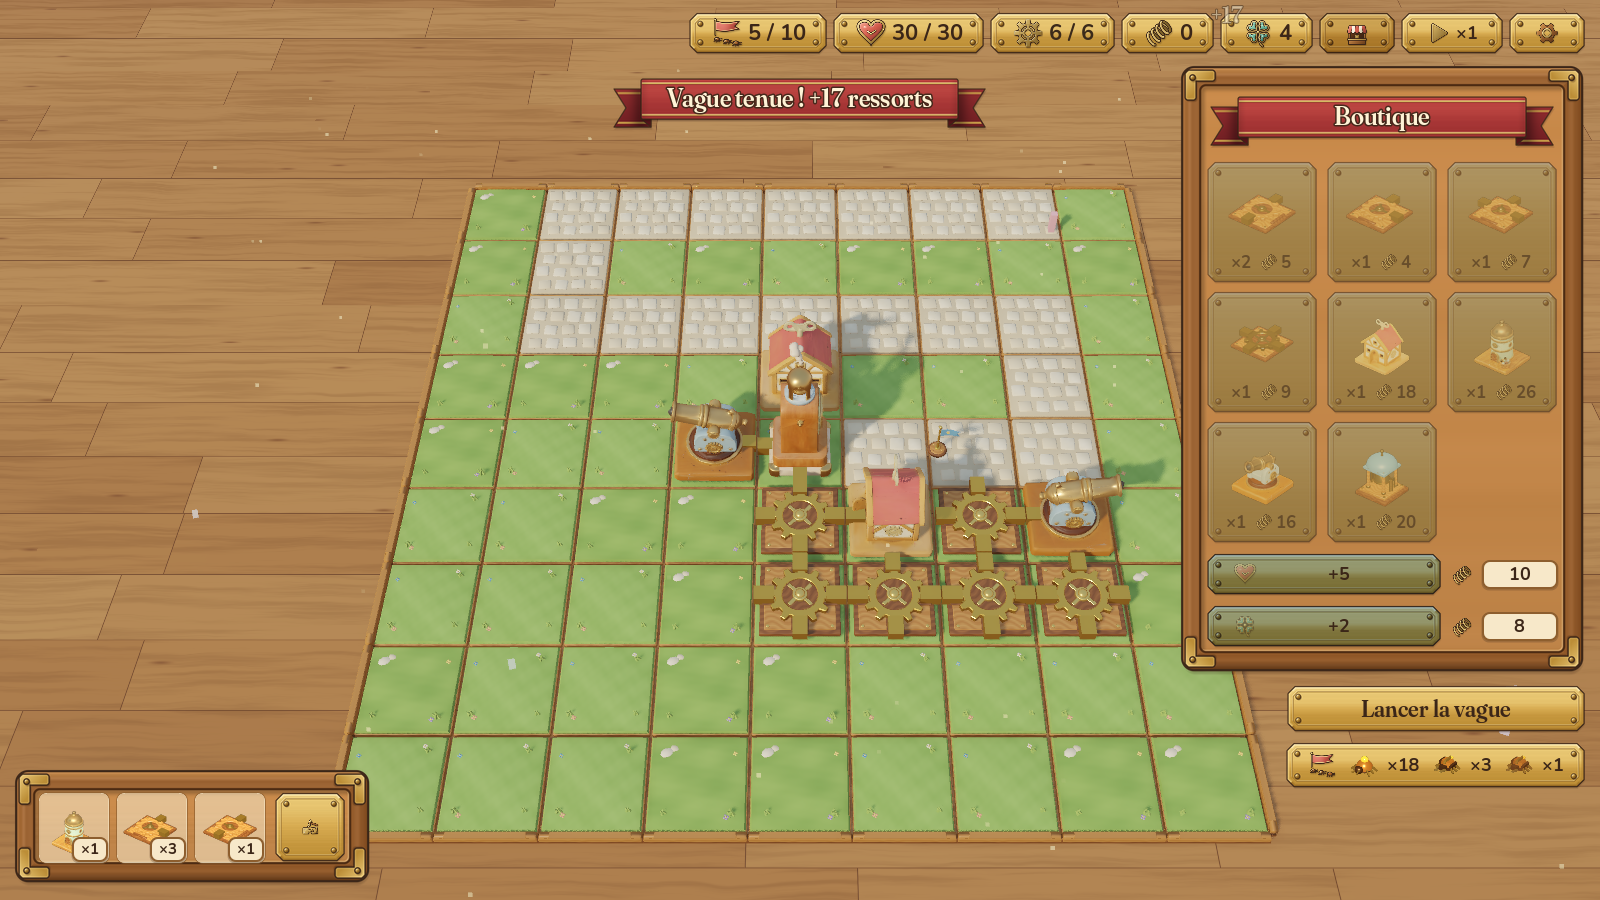 5 / 10
30 / 30
6 / 6
0
+17
4
×1
Vague tenue ! +17 ressorts
Boutique
×2 5
×1 4
×1 7
×1 9
×1 18
×1 26
×1 16
×1 20
+5 10
+2 8
Lancer la vague
×18 ×3 ×1
×1 ×3 ×1